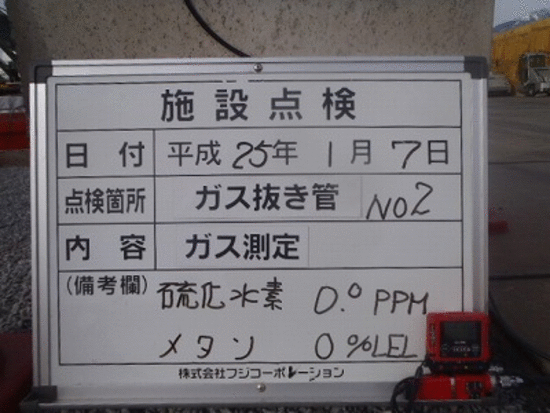 施設点検
日付 平成25年1月7日
点検箇所 ガス抜き管 NO2
内容 ガス測定
(備考欄) 硫化水素 0.0 PPM
メタン 0%LEL
株式会社フジコーポレーション